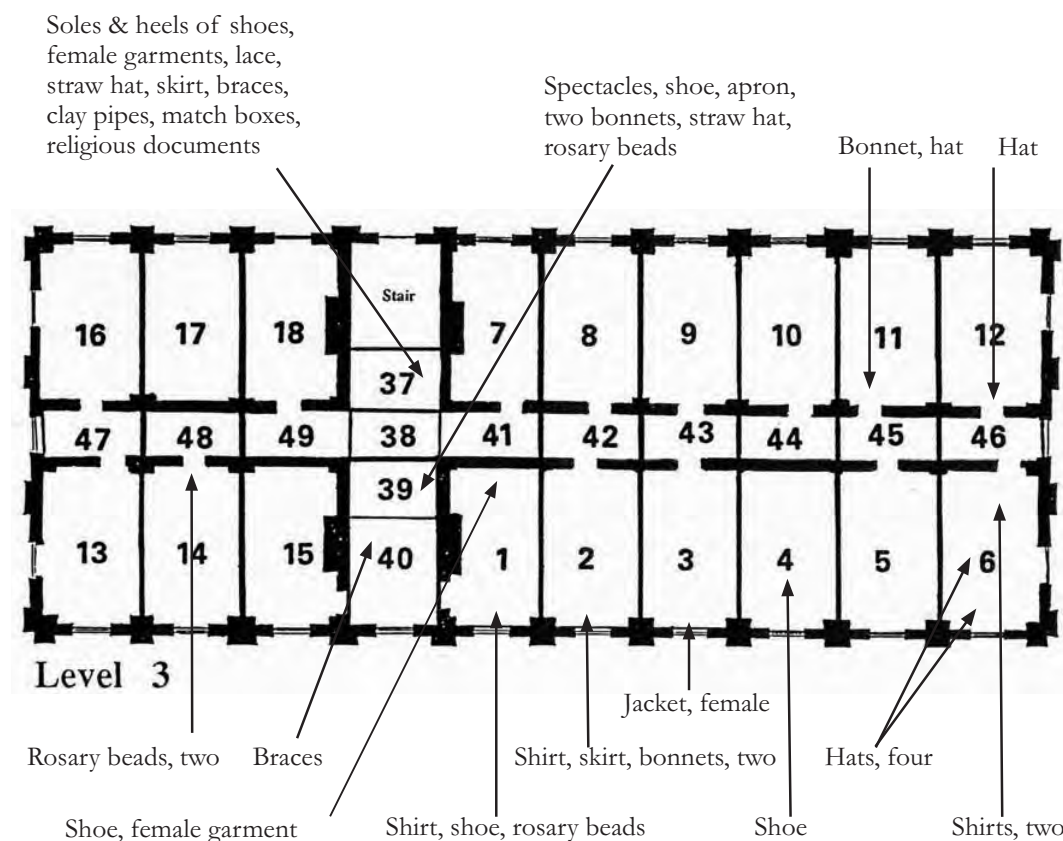 Soles & heels of shoes,
female garments, lace,
straw hat, skirt, braces,
clay pipes, match boxes,
religious documents
Spectacles, shoe, apron,
two bonnets, straw hat,
rosary beads
Bonnet, hat
Hat
Stair
16 17 18 7 8 9 10 11 12
37
47 48 49 38 41 42 43 44 45 46
39
13 14 15 40 1 2 3 4 5 6
Level 3
Jacket, female
Rosary beads, two
Braces
Shirt, skirt, bonnets, two
Hats, four
Shoe, female garment
Shirt, shoe, rosary beads
Shoe
Shirts, two